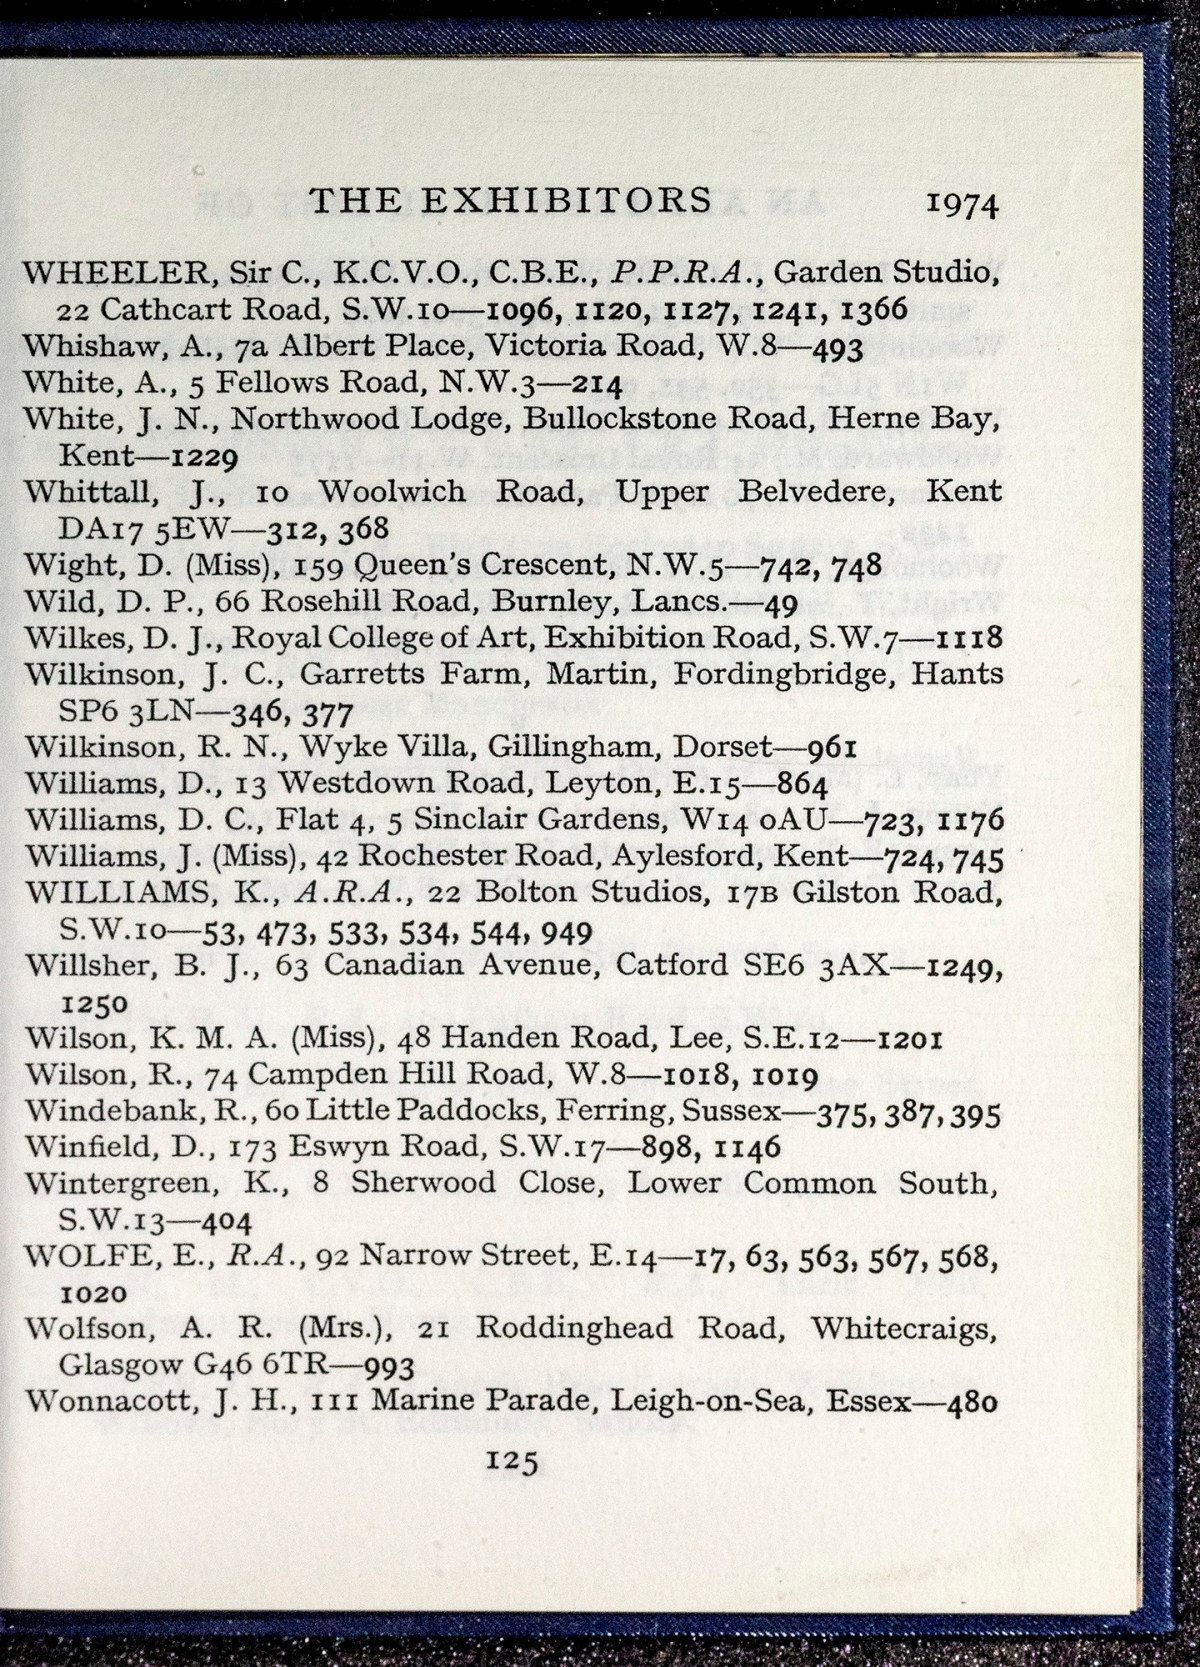 THE EXHIBITORS 1974
WHEELER, Sir C., K.C.V.O., C.B.E., P.P.R.A., Garden Studio,
22 Cathcart Road, S.W.10—1096, 1120, 1127, 1241, 1366
Whishaw, A., 7a Albert Place, Victoria Road, W.8—493
White, A., 5 Fellows Road, N.W.3—214
White, J. N., Northwood Lodge, Bullockstone Road, Herne Bay,
Kent—1229
Whittall, J., 10 Woolwich Road, Upper Belvedere, Kent
DA17 5EW—312, 368
Wight, D. (Miss), 159 Queen's Crescent, N.W.5—742, 748
Wild, D. P., 66 Rosehill Road, Burnley, Lancs.—49
Wilkes, D. J., Royal College of Art, Exhibition Road, S.W.7—1118
Wilkinson, J. C., Garretts Farm, Martin, Fordingbridge, Hants
SP6 3LN—346, 377
Wilkinson, R. N., Wyke Villa, Gillingham, Dorset—961
Williams, D., 13 Westdown Road, Leyton, E.15—864
Williams, D. C., Flat 4, 5 Sinclair Gardens, W14 0AU—723, 1176
Williams, J. (Miss), 42 Rochester Road, Aylesford, Kent—724, 745
WILLIAMS, K., A.R.A., 22 Bolton Studios, 17B Gilston Road,
S.W.10—53, 473, 533, 534, 544, 949
Willsher, B. J., 63 Canadian Avenue, Catford SE6 3AX—1249,
1250
Wilson, K. M. A. (Miss), 48 Handen Road, Lee, S.E.12—1201
Wilson, R., 74 Campden Hill Road, W.8—1018, 1019
Windebank, R., 60 Little Paddocks, Ferring, Sussex—375, 387, 395
Winfield, D., 173 Eswyn Road, S.W.17—898, 1146
Wintergreen, K., 8 Sherwood Close, Lower Common South,
S.W.13—404
WOLFE, E., R.A., 92 Narrow Street, E.14—17, 63, 563, 567, 568,
1020
Wolfson, A. R. (Mrs.), 21 Roddinghead Road, Whitecraigs,
Glasgow G46 6TR—993
Wonnacott, J. H., 111 Marine Parade, Leigh-on-Sea, Essex—480
125